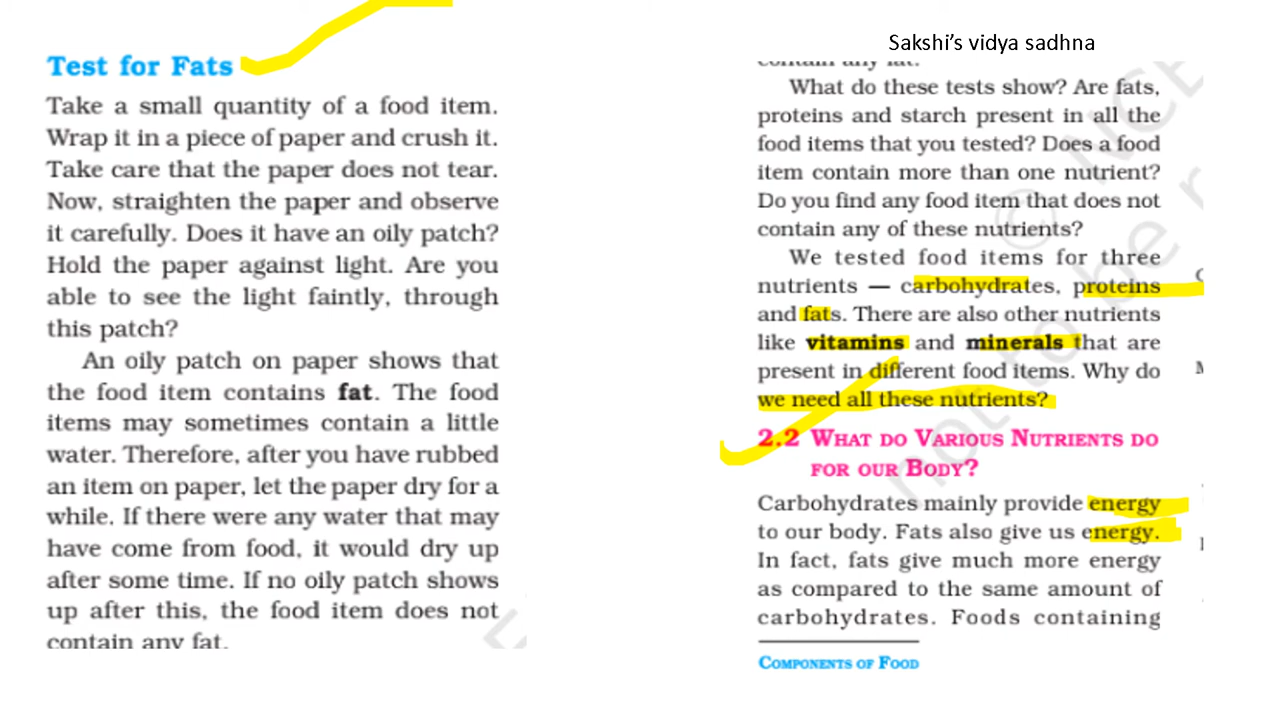 Test for Fats
Take a small quantity of a food item.
Wrap it in a piece of paper and crush it.
Take care that the paper does not tear.
Now, straighten the paper and observe
it carefully. Does it have an oily patch?
Hold the paper against light. Are you
able to see the light faintly, through
this patch?
An oily patch on paper shows that
the food item contains fat. The food
items may sometimes contain a little
water. Therefore, after you have rubbed
an item on paper, let the paper dry for a
while. If there were any water that may
have come from food, it would dry up
after some time. If no oily patch shows
up after this, the food item does not
contain any fat.
Sakshi's vidya sadhna
contain any fat.
What do these tests show? Are fats,
proteins and starch present in all the
food items that you tested? Does a food
item contain more than one nutrient?
Do you find any food item that does not
contain any of these nutrients?
We tested food items for three
nutrients — carbohydrates, proteins
and fats. There are also other nutrients
like vitamins and minerals that are
present in different food items. Why do
we need all these nutrients?
2.2 WHAT DO VARIOUS NUTRIENTS DO
FOR OUR BODY?
Carbohydrates mainly provide energy
to our body. Fats also give us energy.
In fact, fats give much more energy
as compared to the same amount of
carbohydrates. Foods containing
COMPONENTS OF FOOD